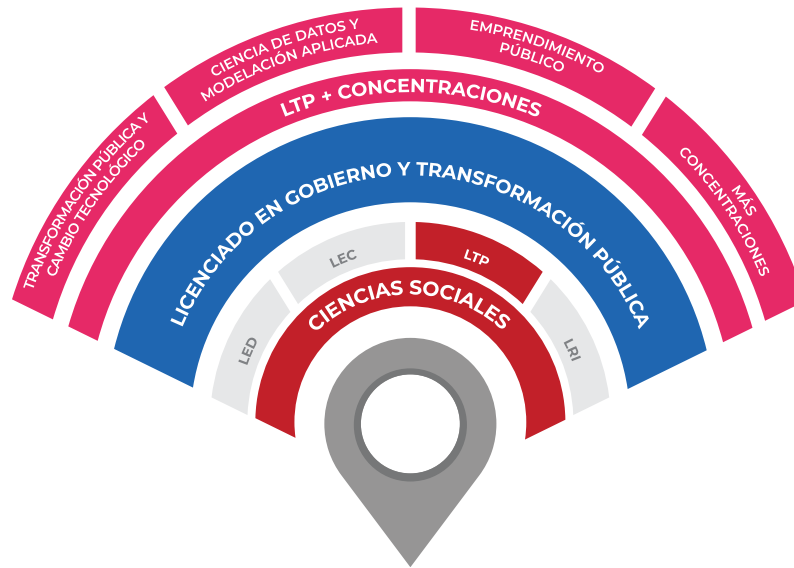 TRANSFORMACIÓN PÚBLICA Y
CAMBIO TECNOLÓGICO
CIENCIA DE DATOS Y
MODELACIÓN APLICADA
EMPRENDIMIENTO
PÚBLICO
MÁS
CONCENTRACIONES
LTP + CONCENTRACIONES
LICENCIADO EN GOBIERNO Y TRANSFORMACIÓN PÚBLICA
LED
LEC
LTP
LRI
CIENCIAS SOCIALES